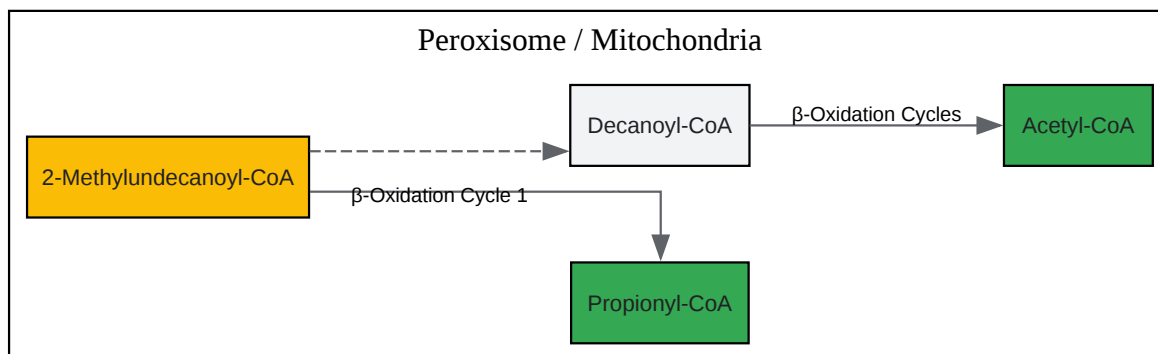 Peroxisome / Mitochondria
Decanoyl-CoA
β-Oxidation Cycles
Acetyl-CoA
2-Methylundecanoyl-CoA
β-Oxidation Cycle 1
Propionyl-CoA